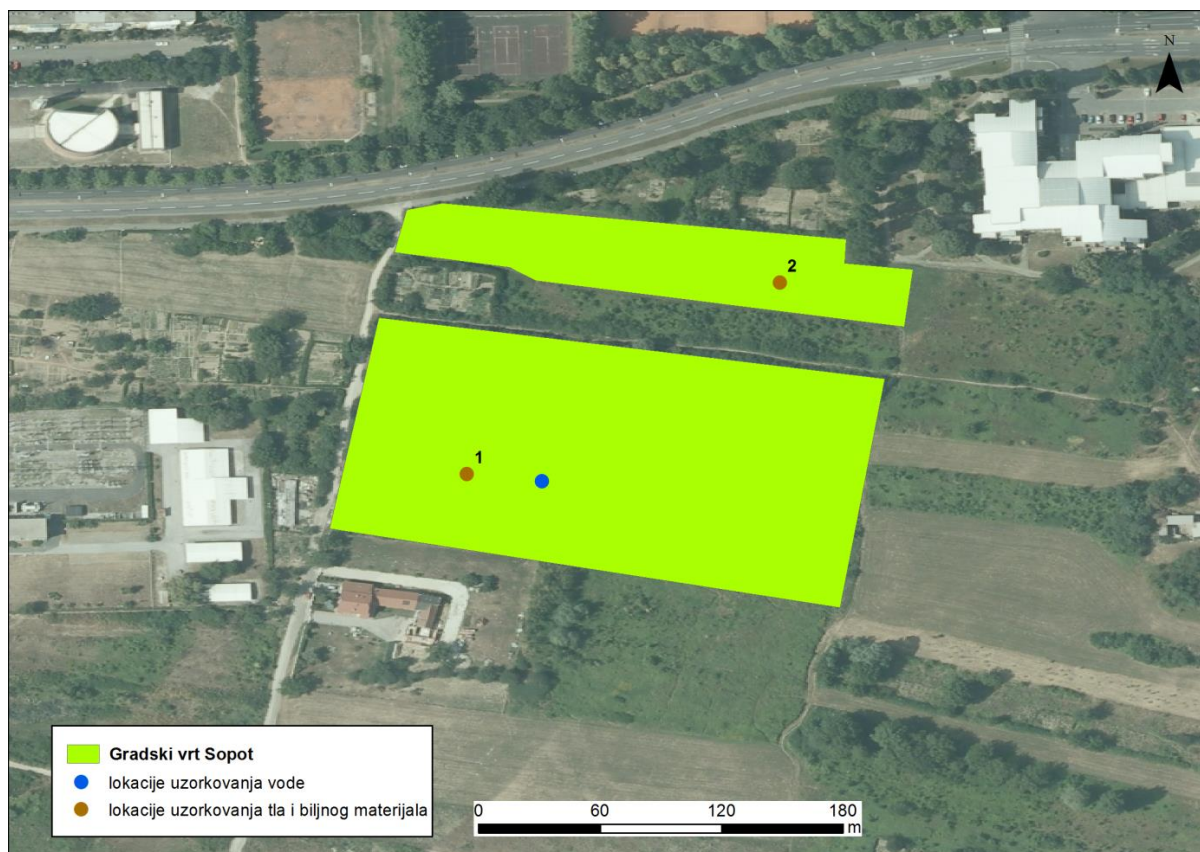 N
2
1
Gradski vrt Sopot
lokacije uzorkovanja vode
lokacije uzorkovanja tla i biljnog materijala
0 60 120 180
m